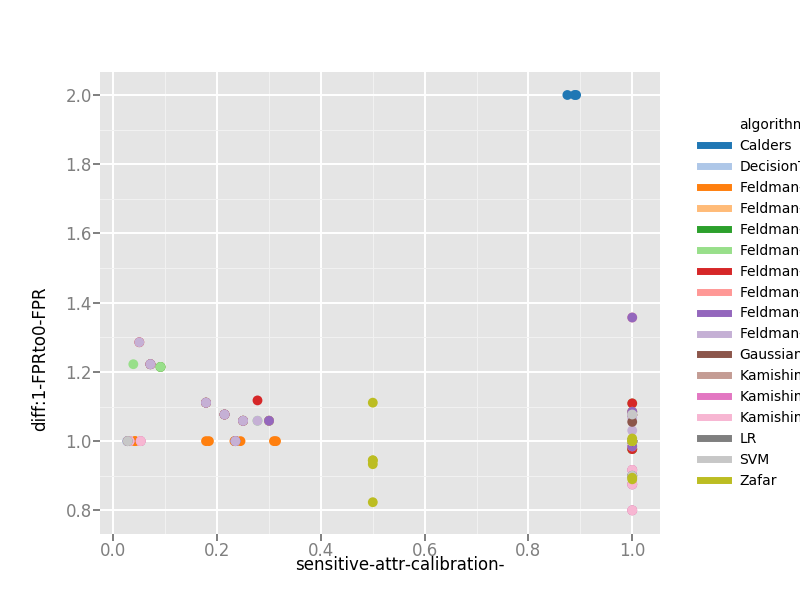 2.0
1.8
1.6
1.4
1.2
1.0
0.8
diff:1-FPRto0-FPR
0.0
0.2
0.4
0.6
0.8
1.0
sensitive-attr-calibration-
algorithm
Calders
DecisionT
Feldman-
Feldman-
Feldman-
Feldman-
Feldman-
Feldman-
Feldman-
Feldman-
Gaussian
Kamishin
Kamishin
Kamishin
LR
SVM
Zafar